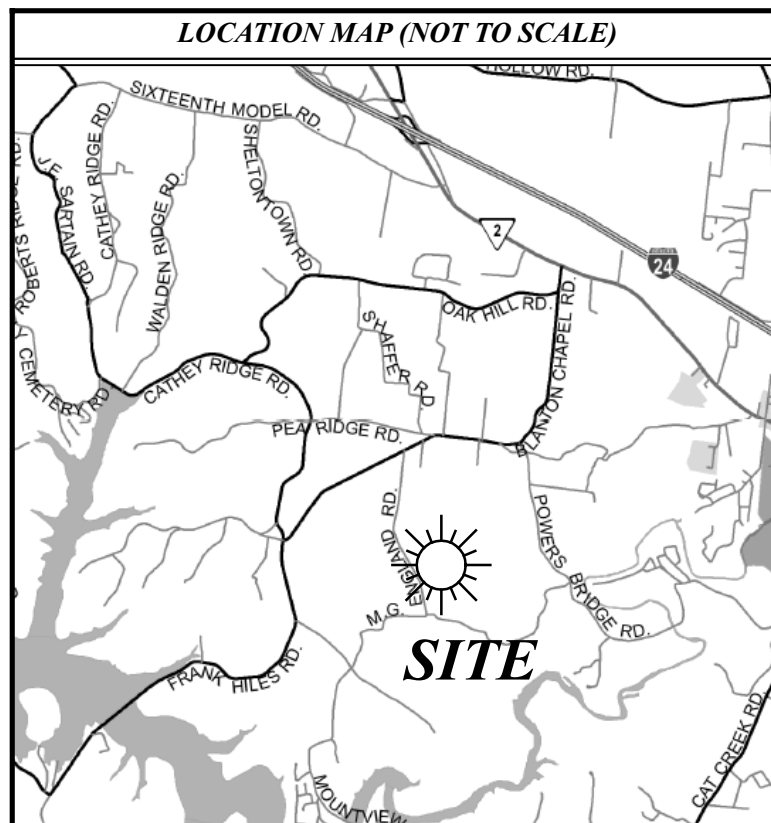 LOCATION MAP (NOT TO SCALE)
HOLLOW RD.
SIXTEENTH MODEL RD.
CATHEY RIDGE RD.
J.F. SARTAIN RD.
ROBERTS RIDGE RD.
WALDEN RIDGE RD.
SHELTONTOWN RD.
2
24
OAK HILL RD.
SHAFFER RD.
BLANTON CHAPEL RD.
CEMETERY RD
CATHEY RIDGE RD.
PEA RIDGE RD.
M.G. ENGLAND RD.
POWERS BRIDGE RD.
SITE
FRANK HILES RD.
CAT CREEK RD.
MOUNTVIEW